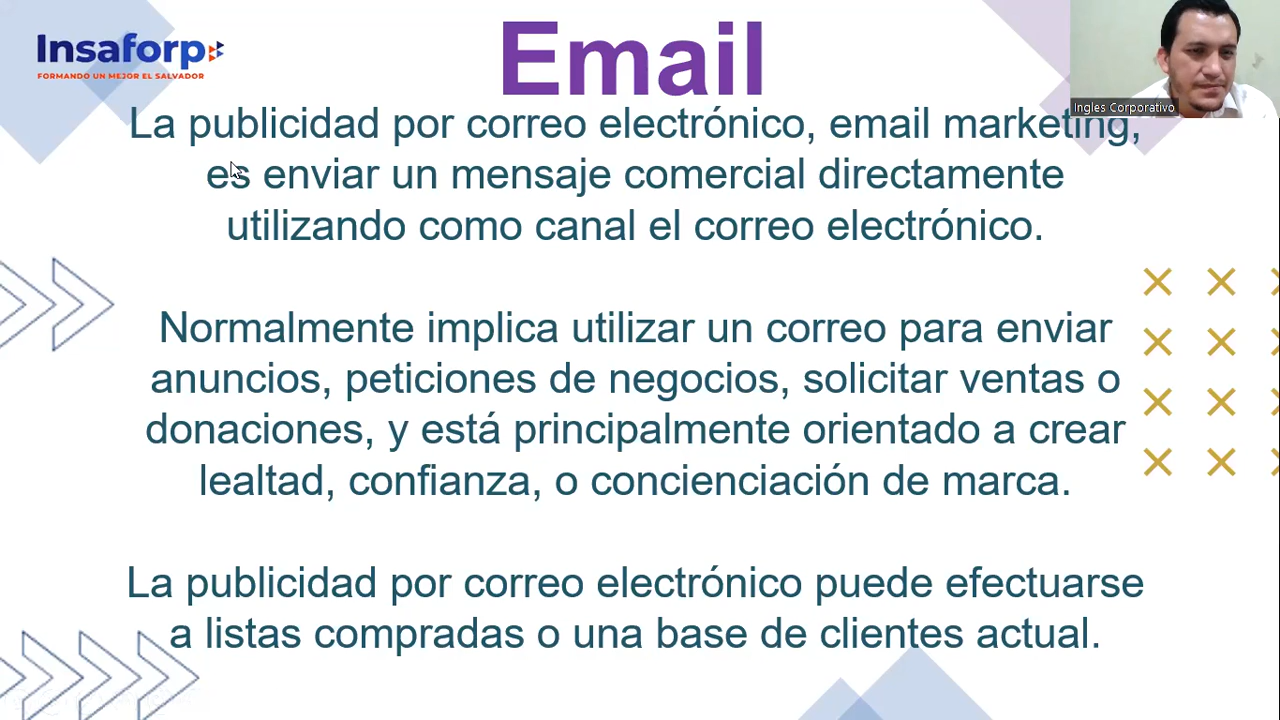 Insaforp
FORMANDO UN MEJOR EL SALVADOR
Email
Ingles Corporativo
La publicidad por correo electrónico, email marketing,
es enviar un mensaje comercial directamente
utilizando como canal el correo electrónico.
Normalmente implica utilizar un correo para enviar
anuncios, peticiones de negocios, solicitar ventas o
donaciones, y está principalmente orientado a crear
lealtad, confianza, o concienciación de marca.
La publicidad por correo electrónico puede efectuarse
a listas compradas o una base de clientes actual.